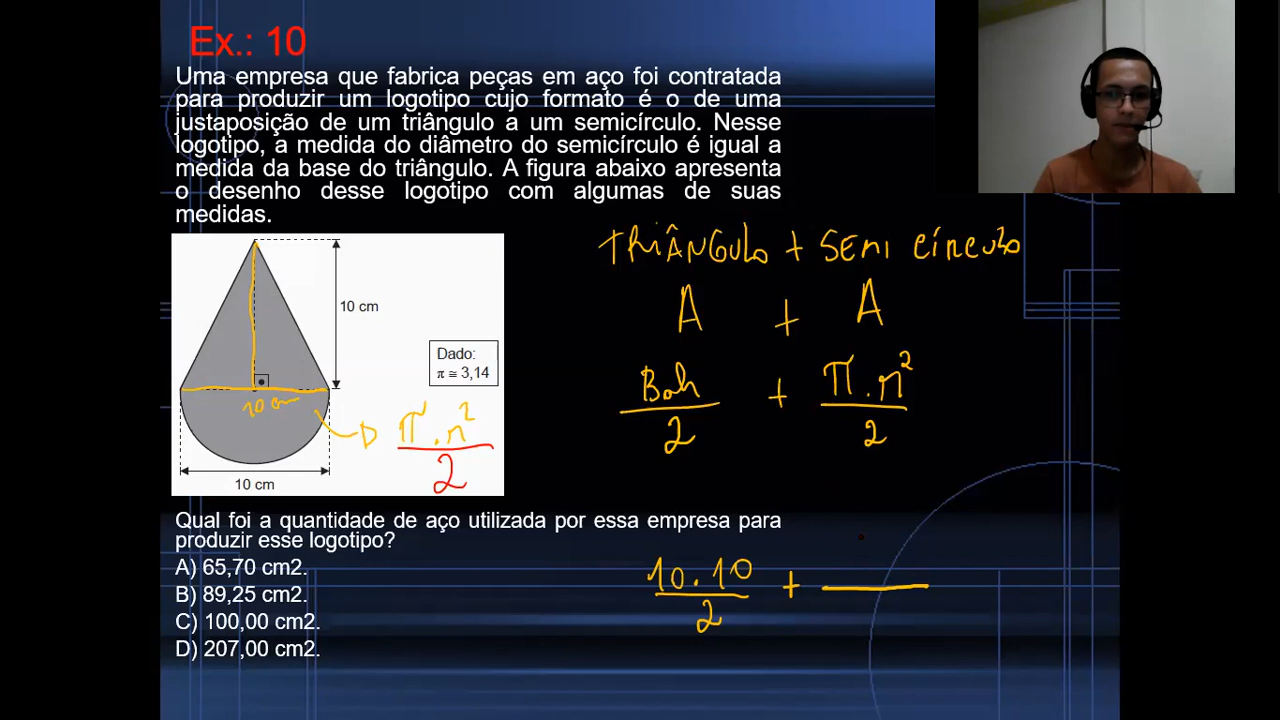 Ex.: 10
Uma empresa que fabrica peças em aço foi contratada
para produzir um logotipo cujo formato é o de uma
justaposição de um triângulo a um semicírculo. Nesse
logotipo, a medida do diâmetro do semicírculo é igual a
medida da base do triângulo. A figura abaixo apresenta
o desenho desse logotipo com algumas de suas
medidas.
TRIÂNGULO + SEMI CÍRCULO
A + A
10 cm
Dado:
π ≅ 3,14
B.h/2 + π.r²/2
10 cm
π.r²/2
10 cm
Qual foi a quantidade de aço utilizada por essa empresa para
produzir esse logotipo?
A) 65,70 cm2.
B) 89,25 cm2.
C) 100,00 cm2.
D) 207,00 cm2.
10.10/2 +